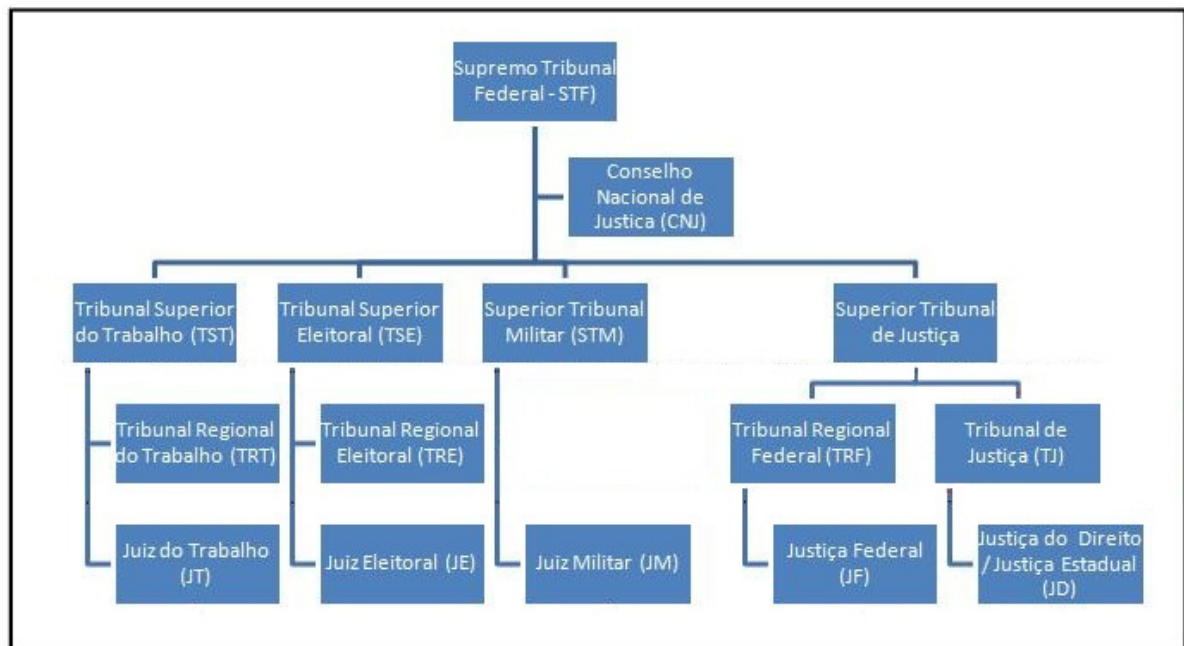 Supremo Tribunal
Federal - STF)
Conselho
Nacional de
Justica (CNJ)
Tribunal Superior
do Trabalho (TST)
Tribunal Superior
Eleitoral (TSE)
Superior Tribunal
Militar (STM)
Superior Tribunal
de Justiça
Tribunal Regional
do Trabalho (TRT)
Tribunal Regional
Eleitoral (TRE)
Tribunal Regional
Federal (TRF)
Tribunal de
Justiça (TJ)
Juiz do Trabalho
(JT)
Juiz Eleitoral (JE)
Juiz Militar (JM)
Justiça Federal
(JF)
Justiça do Direito
/ Justiça Estadual
(JD)